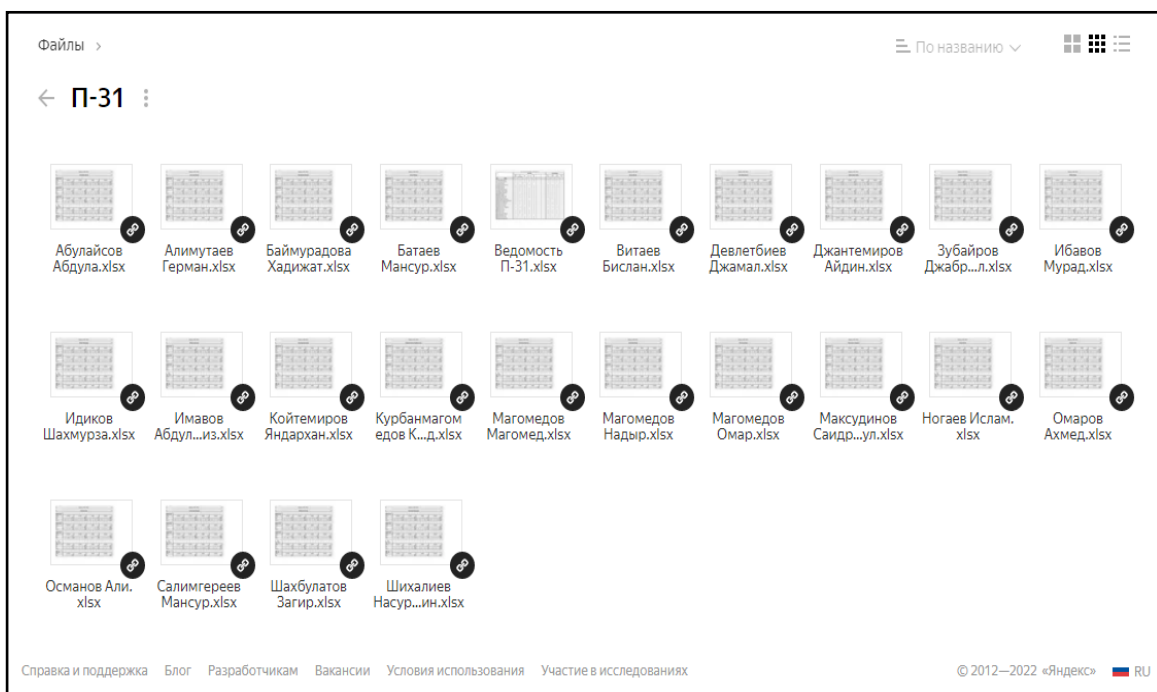 Файлы >
По названию
П-31
Абулайсов
Абдула.xlsx
Алимутаев
Герман.xlsx
Баймурадова
Хадижат.xlsx
Батаев
Мансур.xlsx
Ведомость
П-31.xlsx
Витаев
Бислан.xlsx
Девлетбиев
Джамал.xlsx
Джантемиров
Айдин.xlsx
Зубайров
Джабр...л.xlsx
Ибавов
Мурад.xlsx
Идиков
Шахмурза.xlsx
Имавов
Абдул...из.xlsx
Койтемиров
Яндархан.xlsx
Курбанмагом
едов К...д.xlsx
Магомедов
Магомед.xlsx
Магомедов
Надыр.xlsx
Магомедов
Омар.xlsx
Максудинов
Саидр...ул.xlsx
Ногаев Ислам.
xlsx
Омаров
Ахмед.xlsx
Османов Али.
xlsx
Салимгереев
Мансур.xlsx
Шахбулатов
Загир.xlsx
Шихалиев
Насур...ин.xlsx
Справка и поддержка Блог Разработчикам Вакансии Условия использования Участие в исследованиях © 2012—2022 «Яндекс» RU